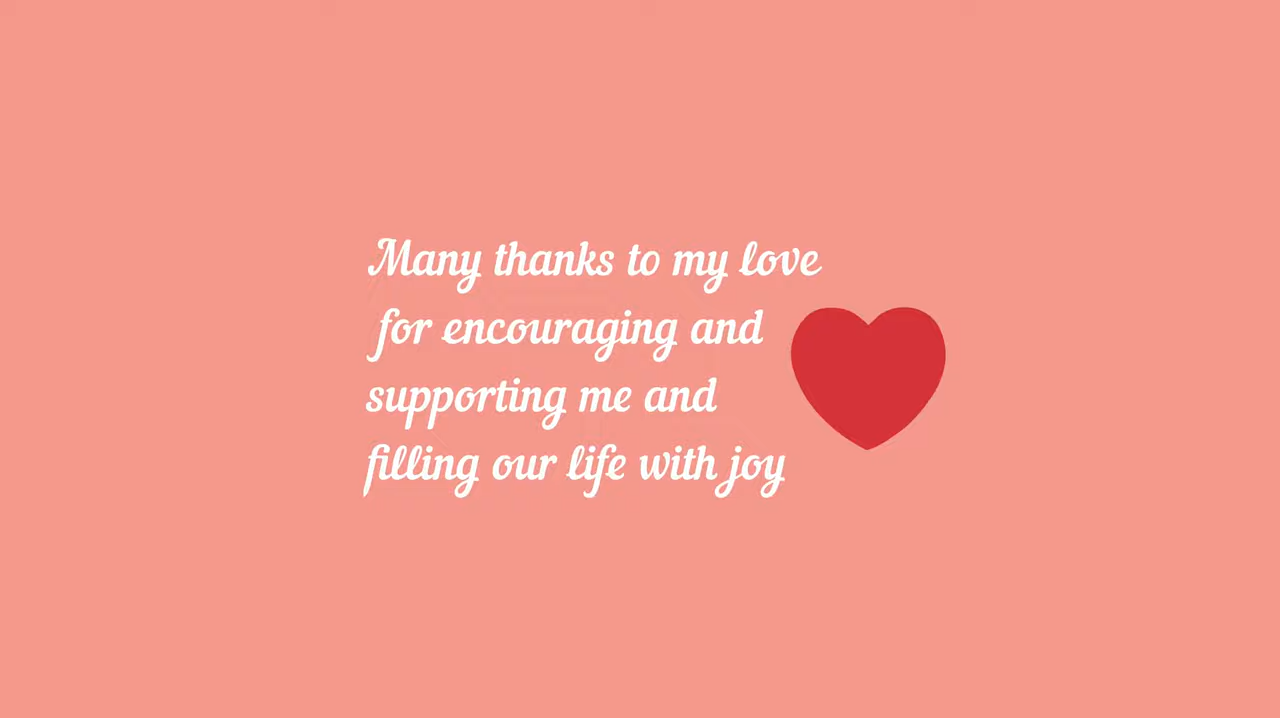 Many thanks to my love
for encouraging and
supporting me and
filling our life with joy